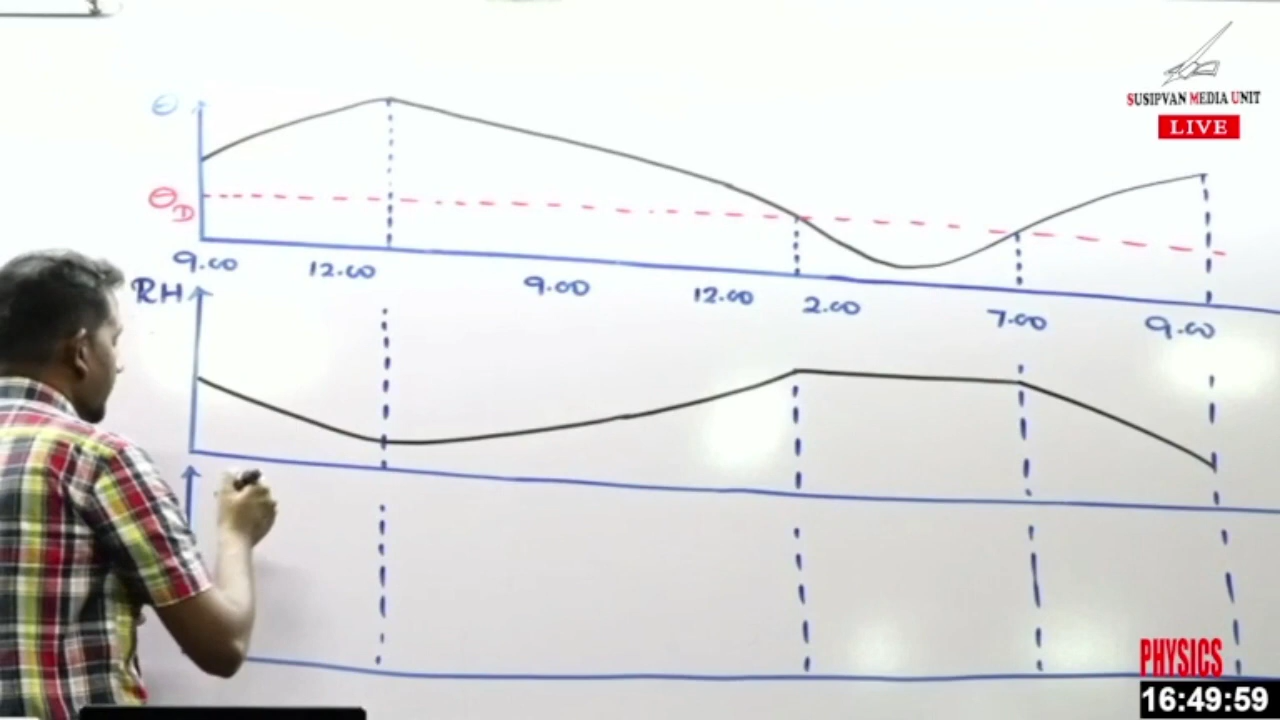 SUSIPVAN MEDIA UNIT
LIVE
θ
θD
9.00 12.00 9.00 12.00 2.00 7.00 9.00
RH
PHYSICS
16:49:59